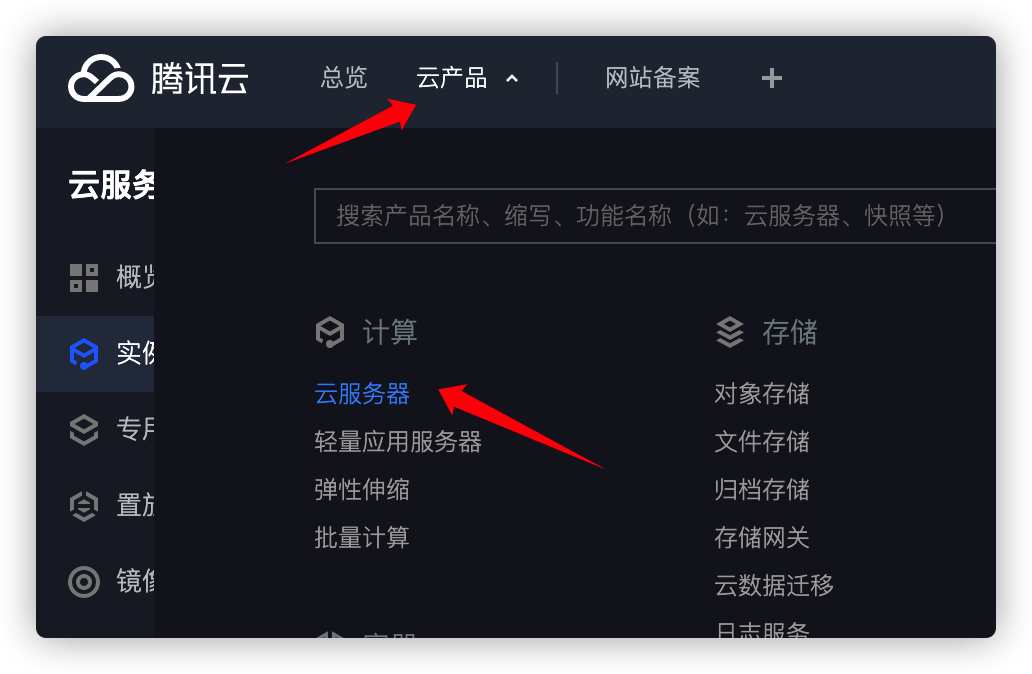 腾讯云
总览
云产品
网站备案
云服务
搜索产品名称、缩写、功能名称（如：云服务器、快照等）
概览
实例
专用
置放
镜像
计算
云服务器
轻量应用服务器
弹性伸缩
批量计算
存储
对象存储
文件存储
归档存储
存储网关
云数据迁移
日志服务